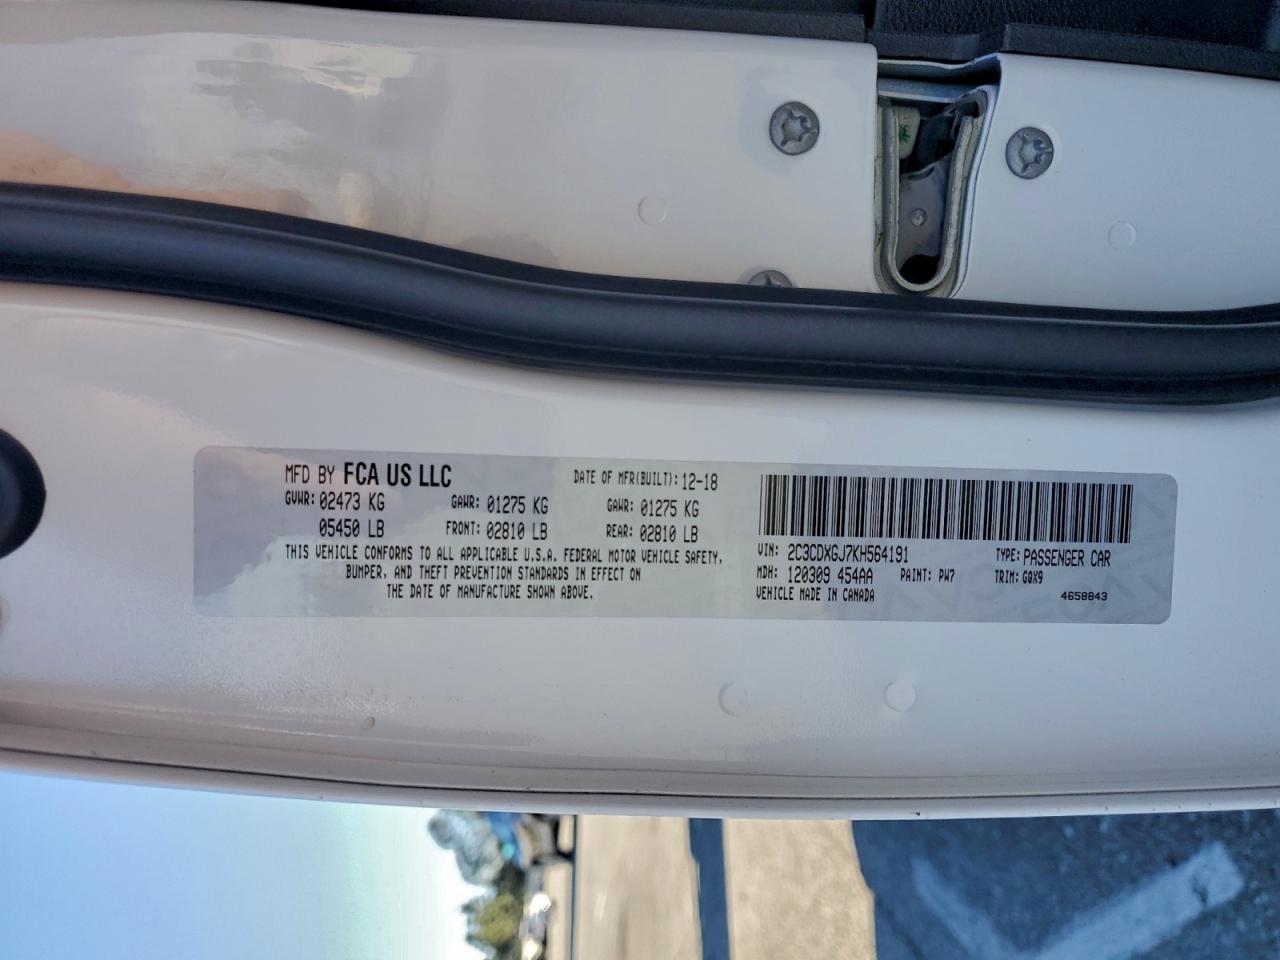 MFD BY FCA US LLC DATE OF MFR(BUILT): 12-18
GVWR: 02473 KG GAWR: 01275 KG GAWR: 01275 KG
05450 LB FRONT: 02810 LB REAR: 02810 LB
THIS VEHICLE CONFORMS TO ALL APPLICABLE U.S.A. FEDERAL MOTOR VEHICLE SAFETY,
BUMPER, AND THEFT PREVENTION STANDARDS IN EFFECT ON
THE DATE OF MANUFACTURE SHOWN ABOVE.
VIN: 2C3CDXGJ7KH564191 TYPE: PASSENGER CAR
MDH: 120309 454AA PAINT: PW7 TRIM: GQX9
VEHICLE MADE IN CANADA 4658843